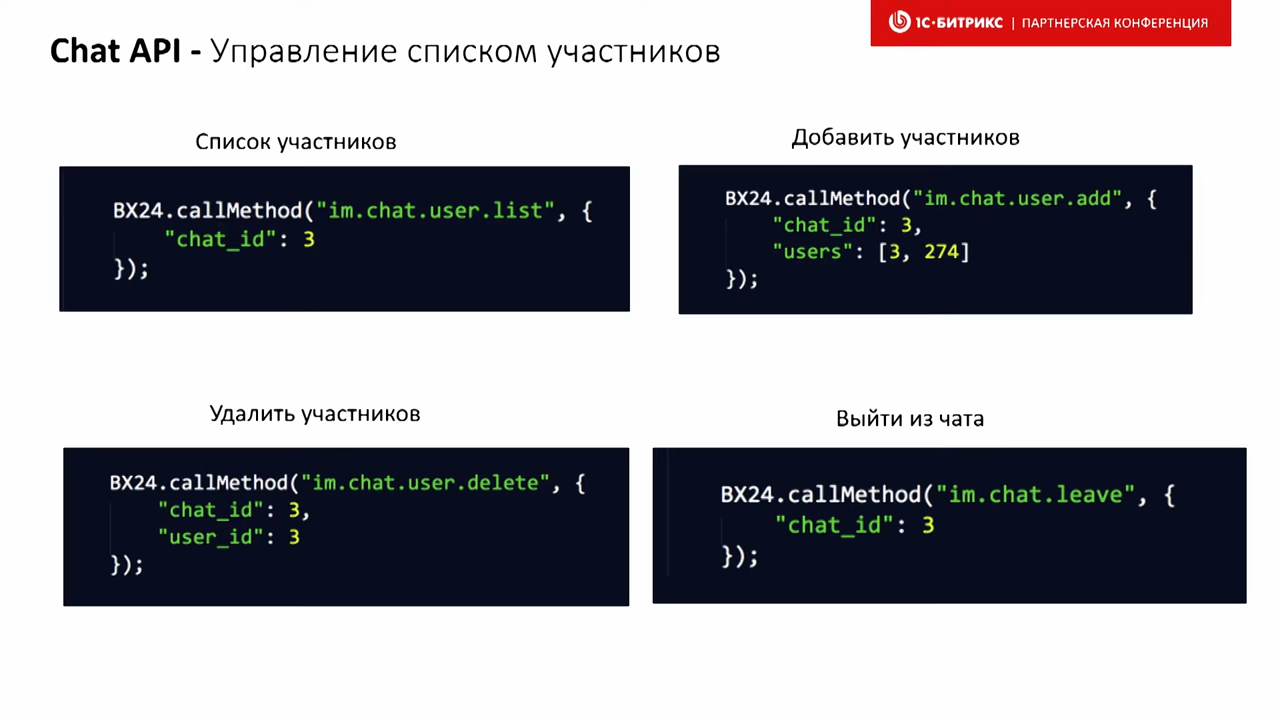 1С·БИТРИКС | ПАРТНЕРСКАЯ КОНФЕРЕНЦИЯ
Chat API - Управление списком участников
Список участников
BX24.callMethod("im.chat.user.list", {
"chat_id": 3
});
Добавить участников
BX24.callMethod("im.chat.user.add", {
"chat_id": 3,
"users": [3, 274]
});
Удалить участников
BX24.callMethod("im.chat.user.delete", {
"chat_id": 3,
"user_id": 3
});
Выйти из чата
BX24.callMethod("im.chat.leave", {
"chat_id": 3
});